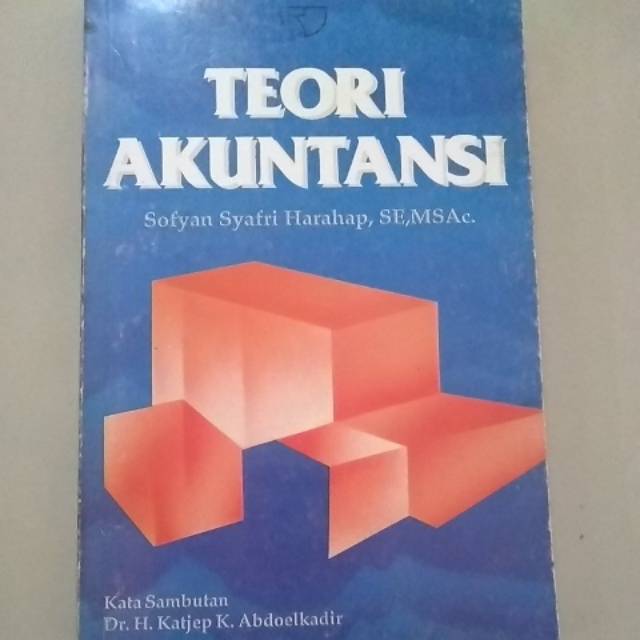 TEORI
AKUNTANSI
Sofyan Syafri Harahap, SE,MSAc.
Kata Sambutan
Dr. H. Katjep K. Abdoelkadir